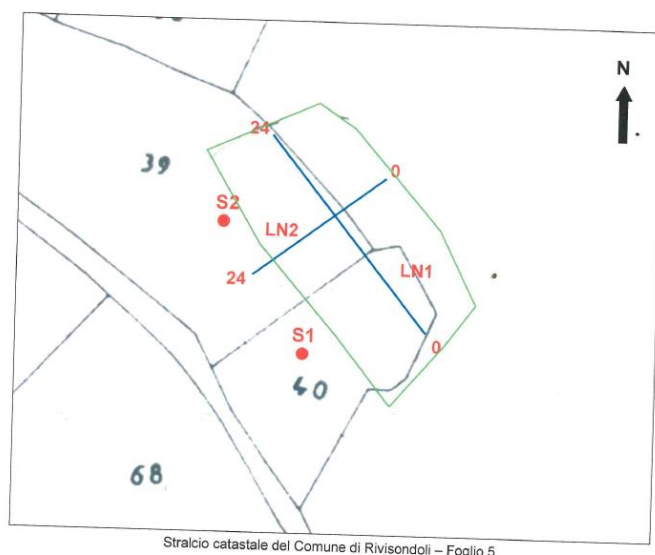 N
24
39
0
S2
LN2
24
LN1
S1
0
40
68
Stralcio catastale del Comune di Rivisondoli – Foglio 5